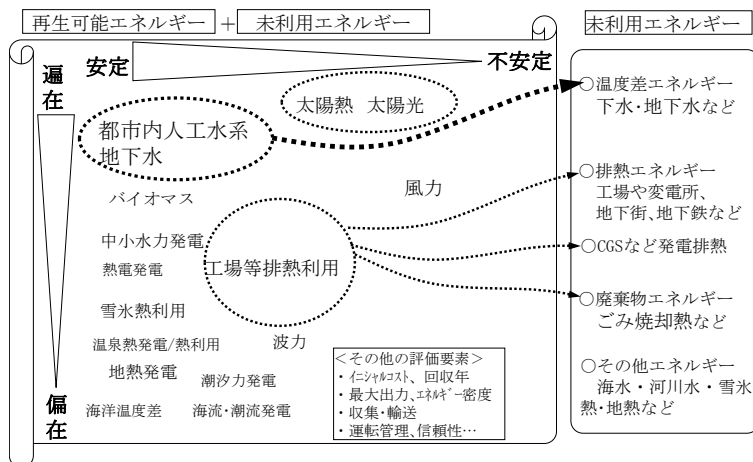 再生可能エネルギー
+
未利用エネルギー
未利用エネルギー
安定
不安定
遍在
偏在
太陽熱 太陽光
都市内人工水系
地下水
バイオマス
風力
中小水力発電
熱電発電
工場等排熱利用
雪氷熱利用
温泉熱発電/熱利用
波力
地熱発電
潮汐力発電
海洋温度差
海流・潮流発電
<その他の評価要素>
・イニシャルコスト、回収年
・最大出力、エネルギー密度
・収集・輸送
・運転管理、信頼性…
○温度差エネルギー
下水・地下水など
○排熱エネルギー
工場や変電所、
地下街、地下鉄など
○CGSなど発電排熱
○廃棄物エネルギー
ごみ焼却熱など
○その他エネルギー
海水・河川水・雪氷
熱・地熱など